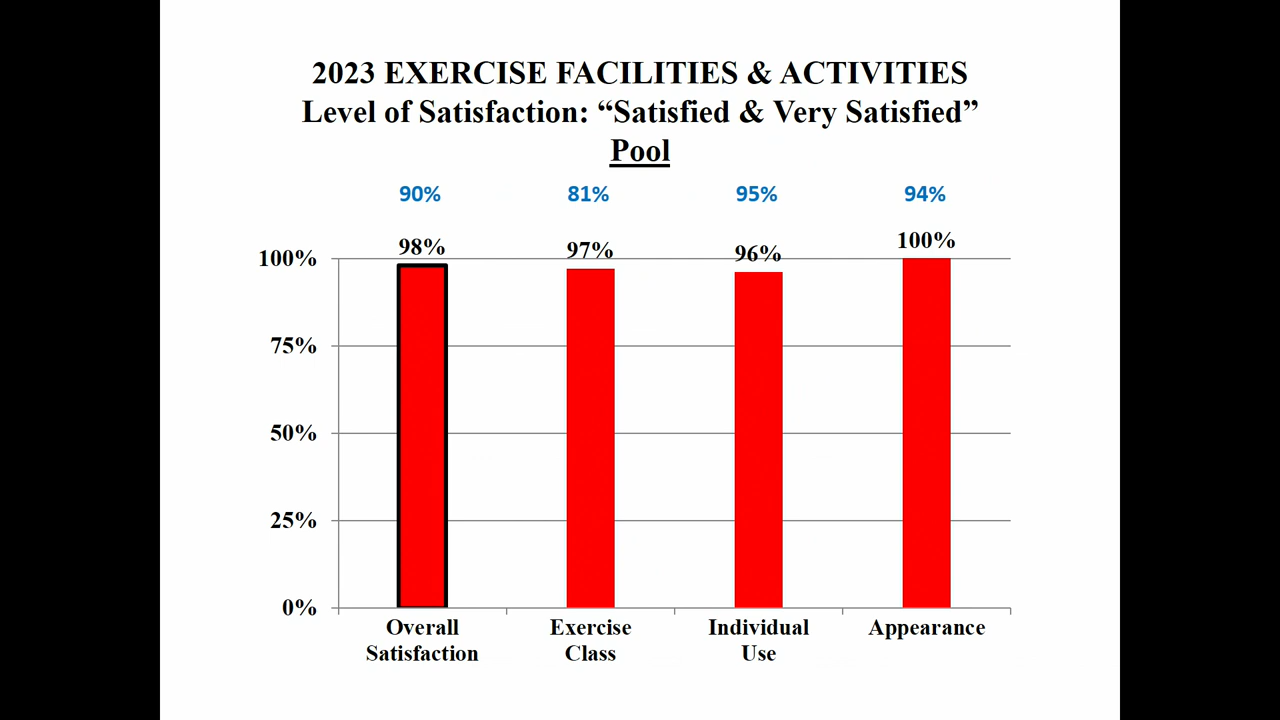 2023 EXERCISE FACILITIES & ACTIVITIES
Level of Satisfaction: “Satisfied & Very Satisfied”
Pool
90% 81% 95% 94%
98% 97% 96% 100%
100%
75%
50%
25%
0%
Overall Satisfaction
Exercise Class
Individual Use
Appearance